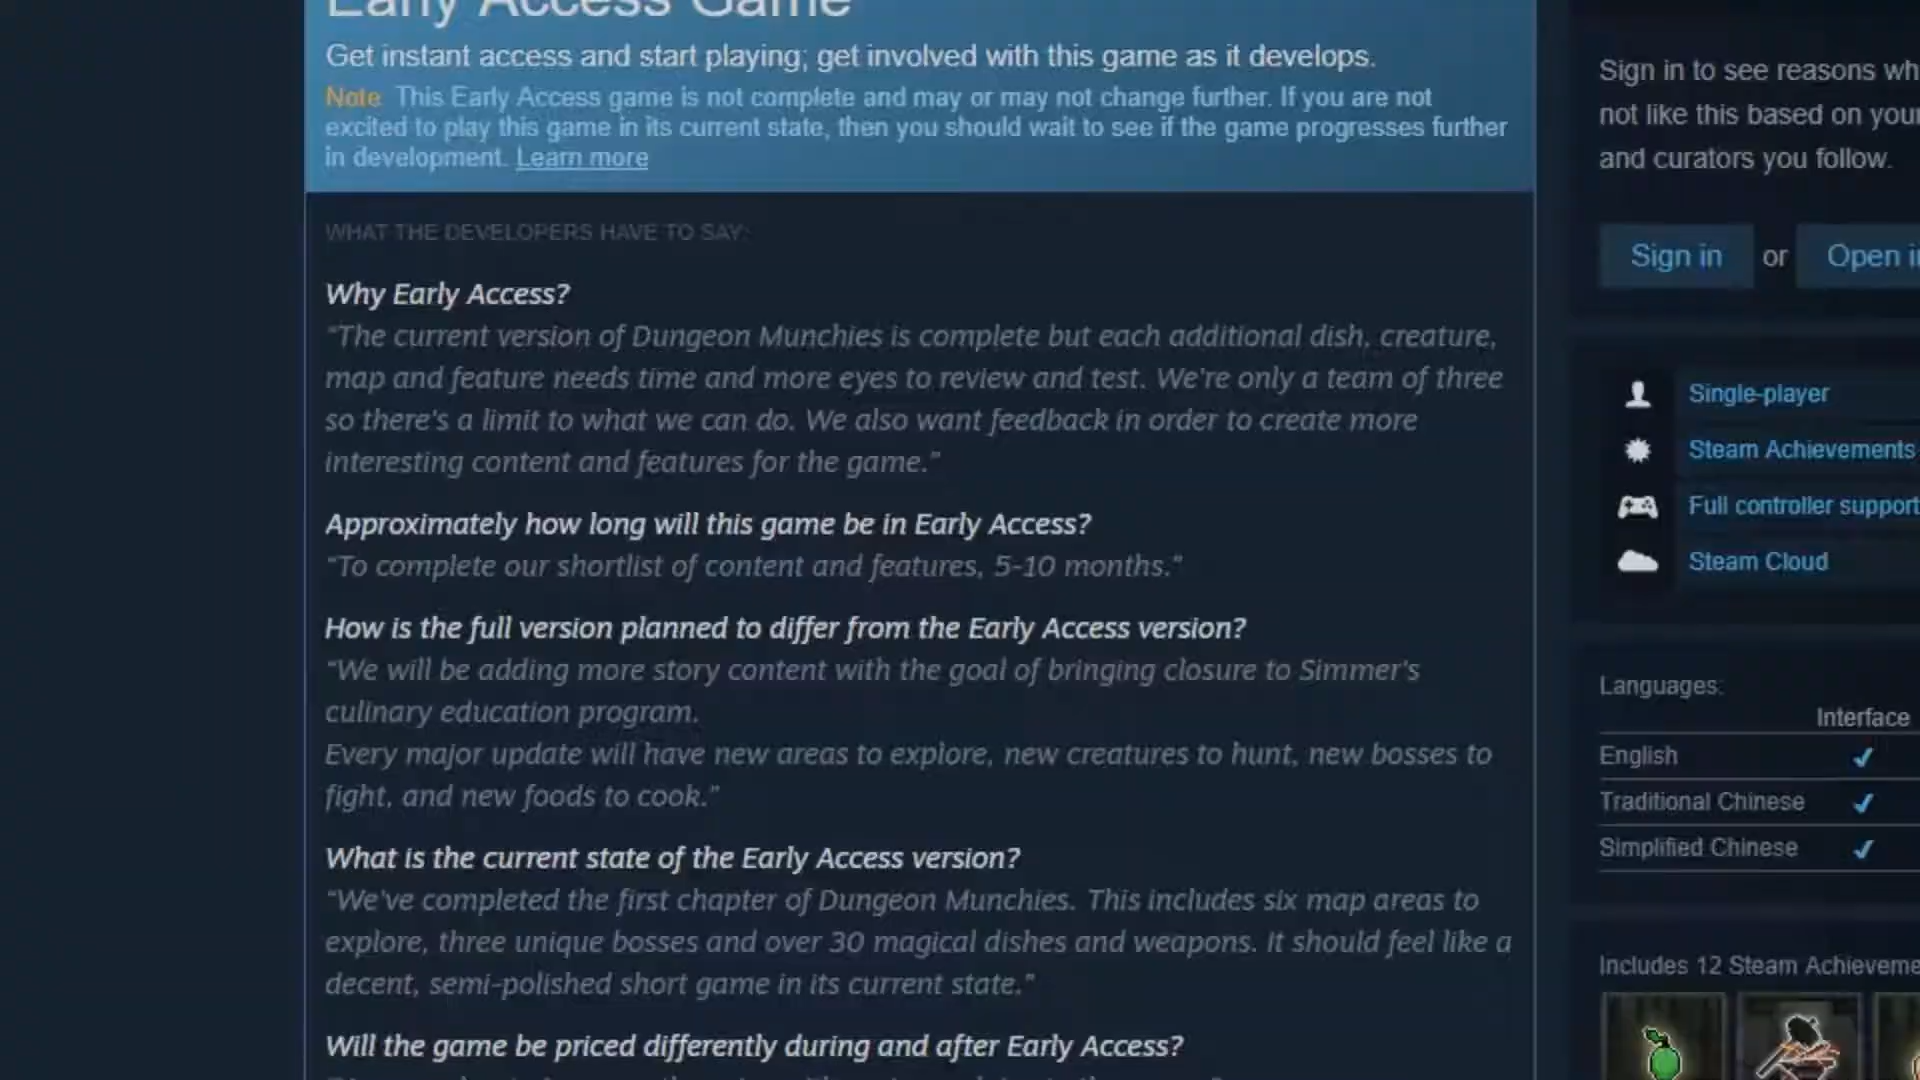 Early Access Game
Get instant access and start playing; get involved with this game as it develops.
Note: This Early Access game is not complete and may or may not change further. If you are not
excited to play this game in its current state, then you should wait to see if the game progresses further
in development. Learn more
WHAT THE DEVELOPERS HAVE TO SAY:
Why Early Access?
“The current version of Dungeon Munchies is complete but each additional dish, creature,
map and feature needs time and more eyes to review and test. We're only a team of three
so there's a limit to what we can do. We also want feedback in order to create more
interesting content and features for the game.”
Approximately how long will this game be in Early Access?
“To complete our shortlist of content and features, 5-10 months.”
How is the full version planned to differ from the Early Access version?
“We will be adding more story content with the goal of bringing closure to Simmer's
culinary education program.
Every major update will have new areas to explore, new creatures to hunt, new bosses to
fight, and new foods to cook.”
What is the current state of the Early Access version?
“We've completed the first chapter of Dungeon Munchies. This includes six map areas to
explore, three unique bosses and over 30 magical dishes and weapons. It should feel like a
decent, semi-polished short game in its current state.”
Will the game be priced differently during and after Early Access?
Sign in to see reasons wh
not like this based on your
and curators you follow.
Sign in or Open i
Single-player
Steam Achievements
Full controller support
Steam Cloud
Languages:
Interface
English ✔
Traditional Chinese ✔
Simplified Chinese ✔
Includes 12 Steam Achieveme